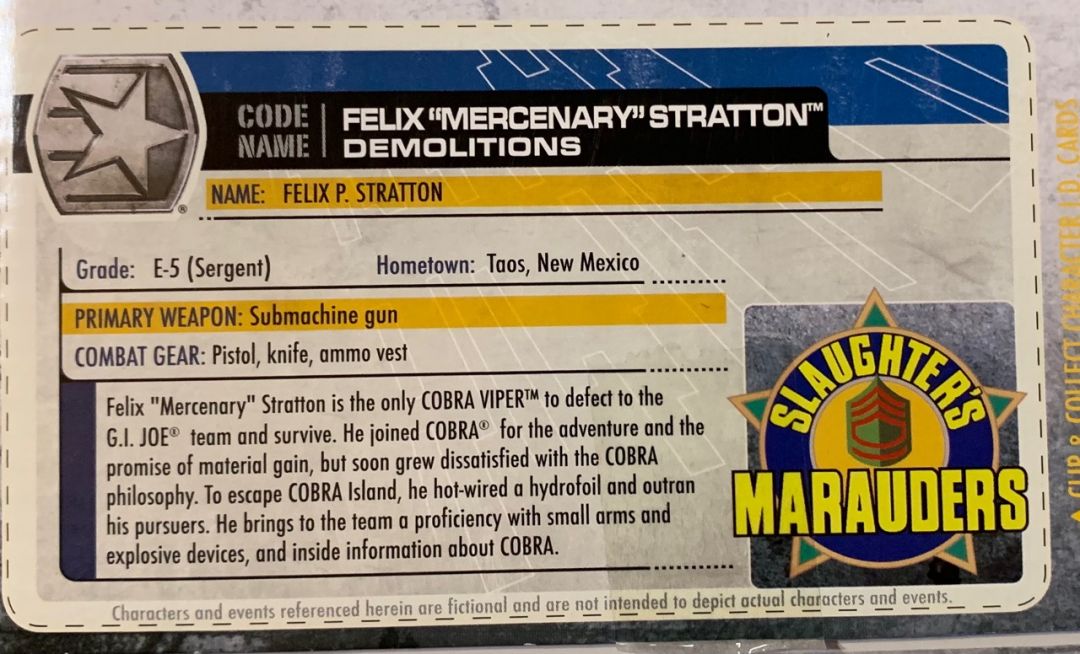 CODE NAME
FELIX “MERCENARY” STRATTON™
DEMOLITIONS
NAME: FELIX P. STRATTON
Grade: E-5 (Sergent)
Hometown: Taos, New Mexico
PRIMARY WEAPON: Submachine gun
COMBAT GEAR: Pistol, knife, ammo vest
Felix "Mercenary" Stratton is the only COBRA VIPER™ to defect to the
G.I. JOE® team and survive. He joined COBRA® for the adventure and the
promise of material gain, but soon grew dissatisfied with the COBRA
philosophy. To escape COBRA Island, he hot-wired a hydrofoil and outran
his pursuers. He brings to the team a proficiency with small arms and
explosive devices, and inside information about COBRA.
SLAUGHTER'S
MARAUDERS
Characters and events referenced herein are fictional and are not intended to depict actual characters and events.
CLIP & COLLECT CHARACTER I.D. CARDS
®